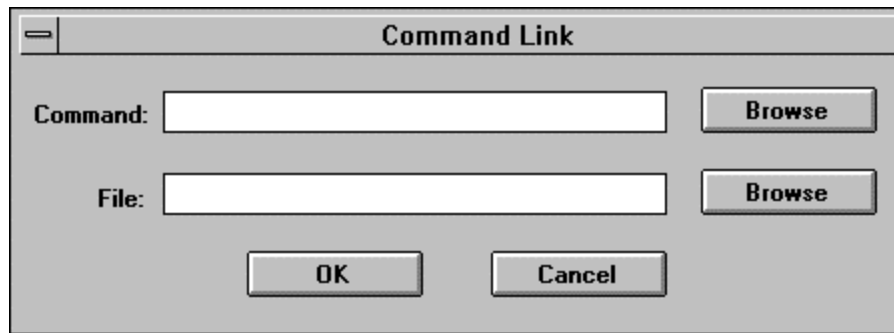 Command Link
Command: Browse
File: Browse
OK Cancel